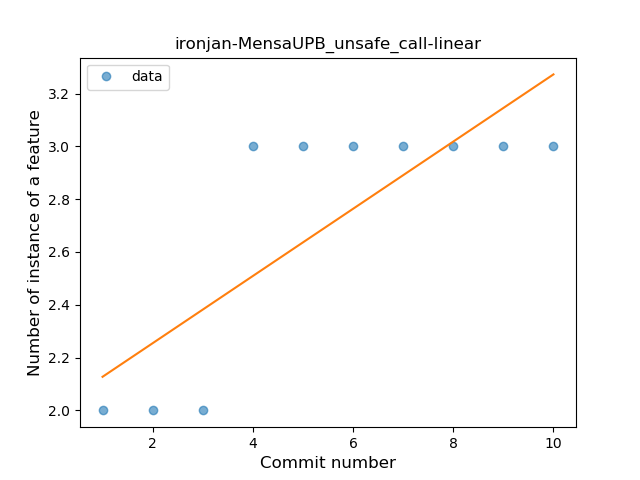 ironjan-MensaUPB_unsafe_call-linear
data
Number of instance of a feature
3.2
3.0
2.8
2.6
2.4
2.2
2.0
2 4 6 8 10
Commit number